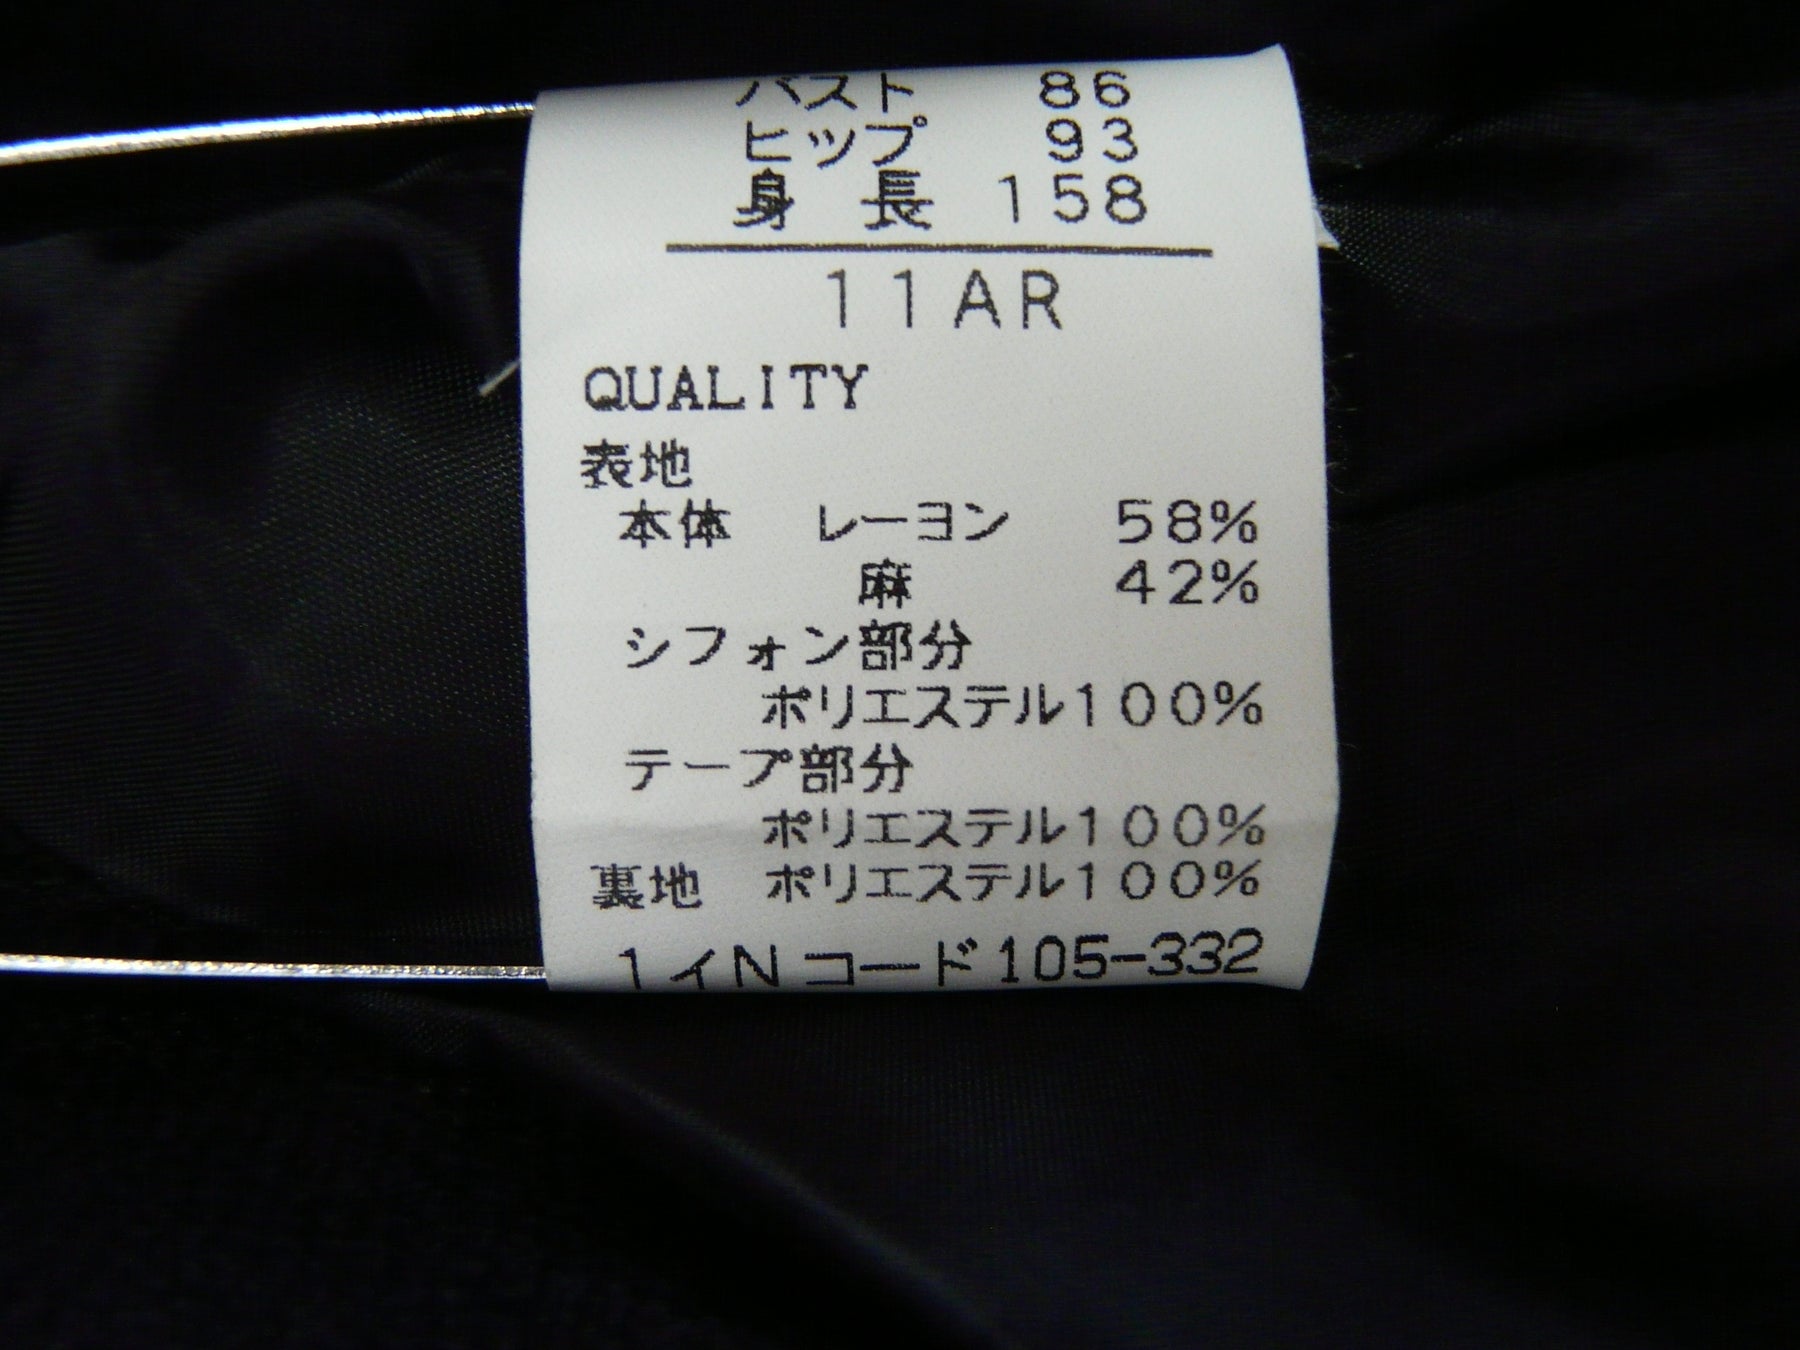 バスト 86
ヒップ 93
身長 158
11AR
QUALITY
表地
本体 レーヨン 58%
麻 42%
シフォン部分
ポリエステル100%
テープ部分
ポリエステル100%
裏地 ポリエステル100%
コード105-332